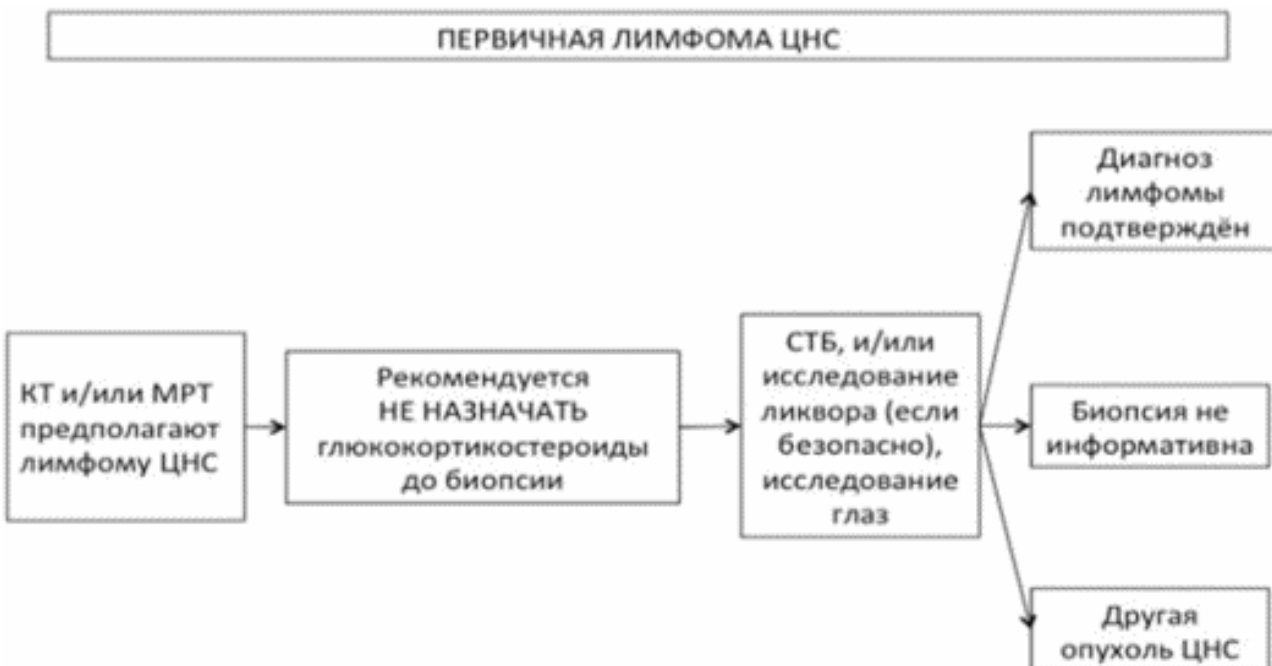 ПЕРВИЧНАЯ ЛИМФОМА ЦНС
КТ и/или МРТ
предполагают
лимфому ЦНС
Рекомендуется
НЕ НАЗНАЧАТЬ
глюкокортикостероиды
до биопсии
СТБ, и/или
исследование
ликвора (если
безопасно),
исследование
глаз
Диагноз
лимфомы
подтверждён
Биопсия не
информативна
Другая
опухоль ЦНС